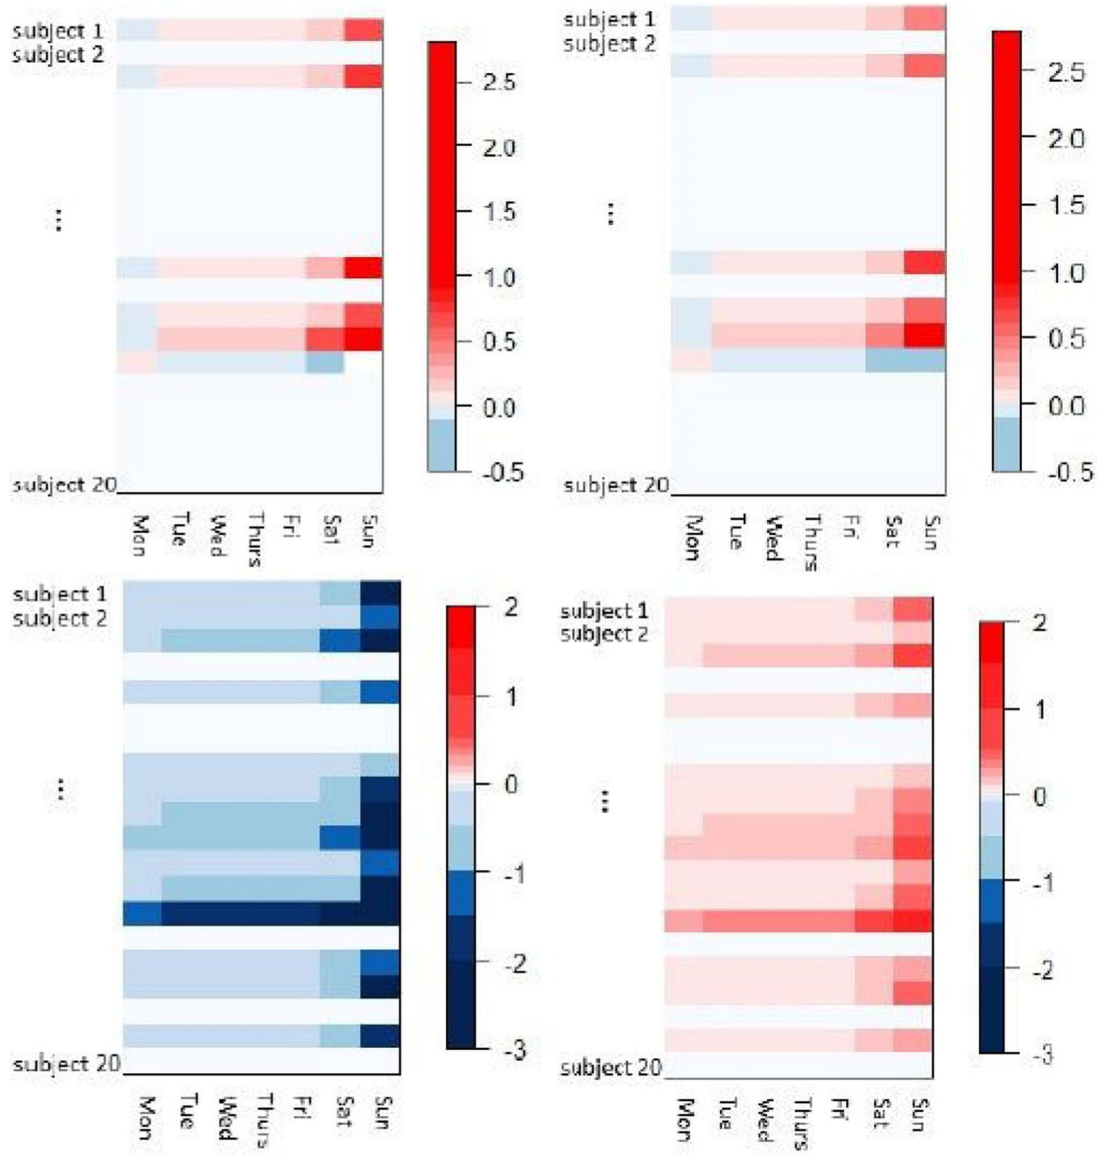 subject 1
subject 2
...
subject 20
Mon Tue Wed Thurs Fri Sat Sun
2.5
2.0
1.5
1.0
0.5
0.0
-0.5
subject 1
subject 2
...
subject 20
Mon Tue Wed Thurs Fri Sat Sun
2.5
2.0
1.5
1.0
0.5
0.0
-0.5
subject 1
subject 2
...
subject 20
Mon Tue Wed Thurs Fri Sat Sun
2
1
0
-1
-2
-3
subject 1
subject 2
...
subject 20
Mon Tue Wed Thurs Fri Sat Sun
2
1
0
-1
-2
-3